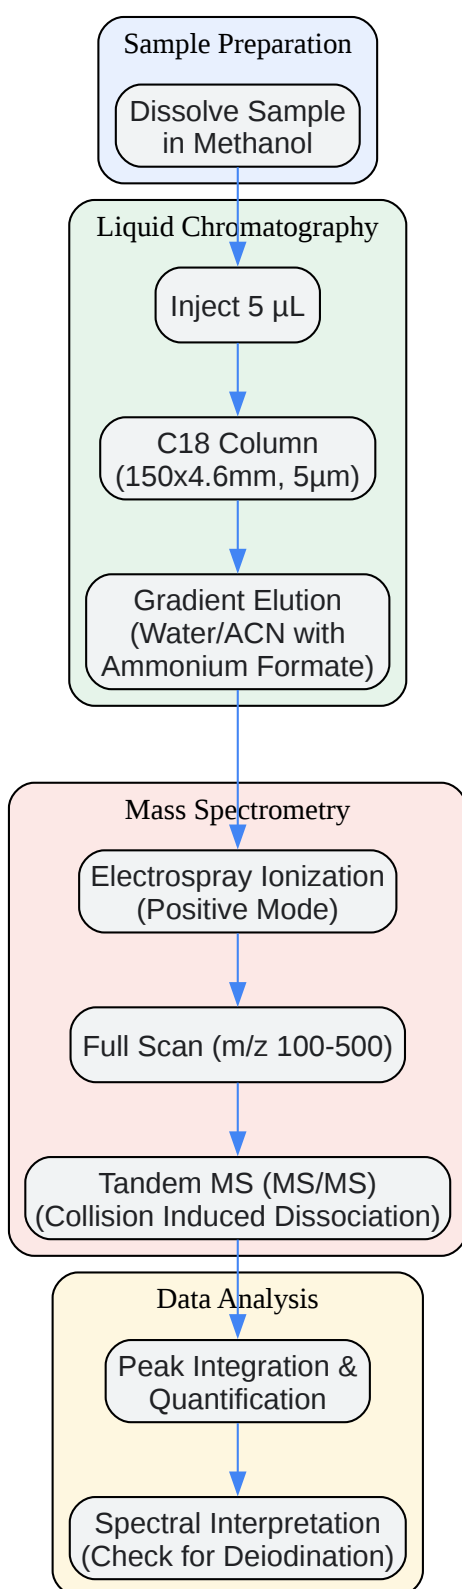 Sample Preparation
Dissolve Sample
in Methanol
Liquid Chromatography
Inject 5 µL
C18 Column
(150x4.6mm, 5µm)
Gradient Elution
(Water/ACN with
Ammonium Formate)
Mass Spectrometry
Electrospray Ionization
(Positive Mode)
Full Scan (m/z 100-500)
Tandem MS (MS/MS)
(Collision Induced Dissociation)
Data Analysis
Peak Integration &
Quantification
Spectral Interpretation
(Check for Deiodination)